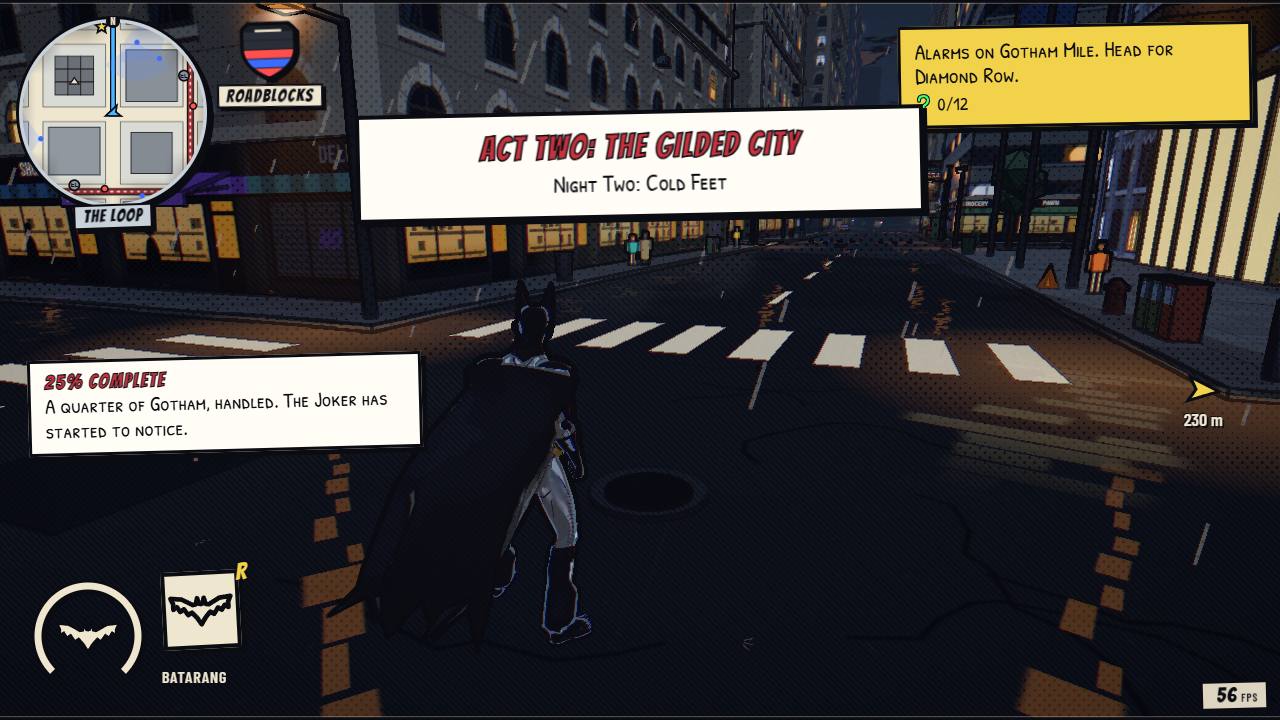 N
ROADBLOCKS
THE LOOP
ALARMS ON GOTHAM MILE. HEAD FOR
DIAMOND ROW.
0/12
ACT TWO: THE GILDED CITY
NIGHT TWO: COLD FEET
GROCERY
PAWN
25% COMPLETE
A QUARTER OF GOTHAM, HANDLED. THE JOKER HAS
STARTED TO NOTICE.
230 m
R
BATARANG
56 FPS